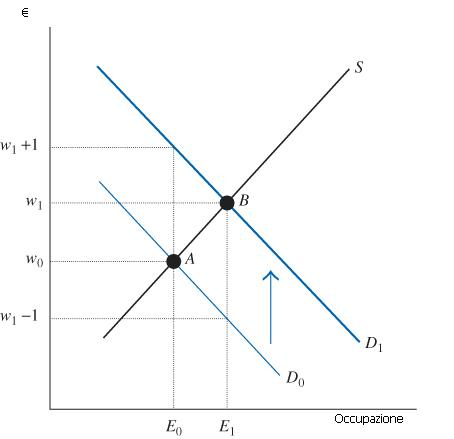 €
S
w₁ +1
w₁
B
w₀
A
w₁ −1
D₁
D₀
Occupazione
E₀ E₁